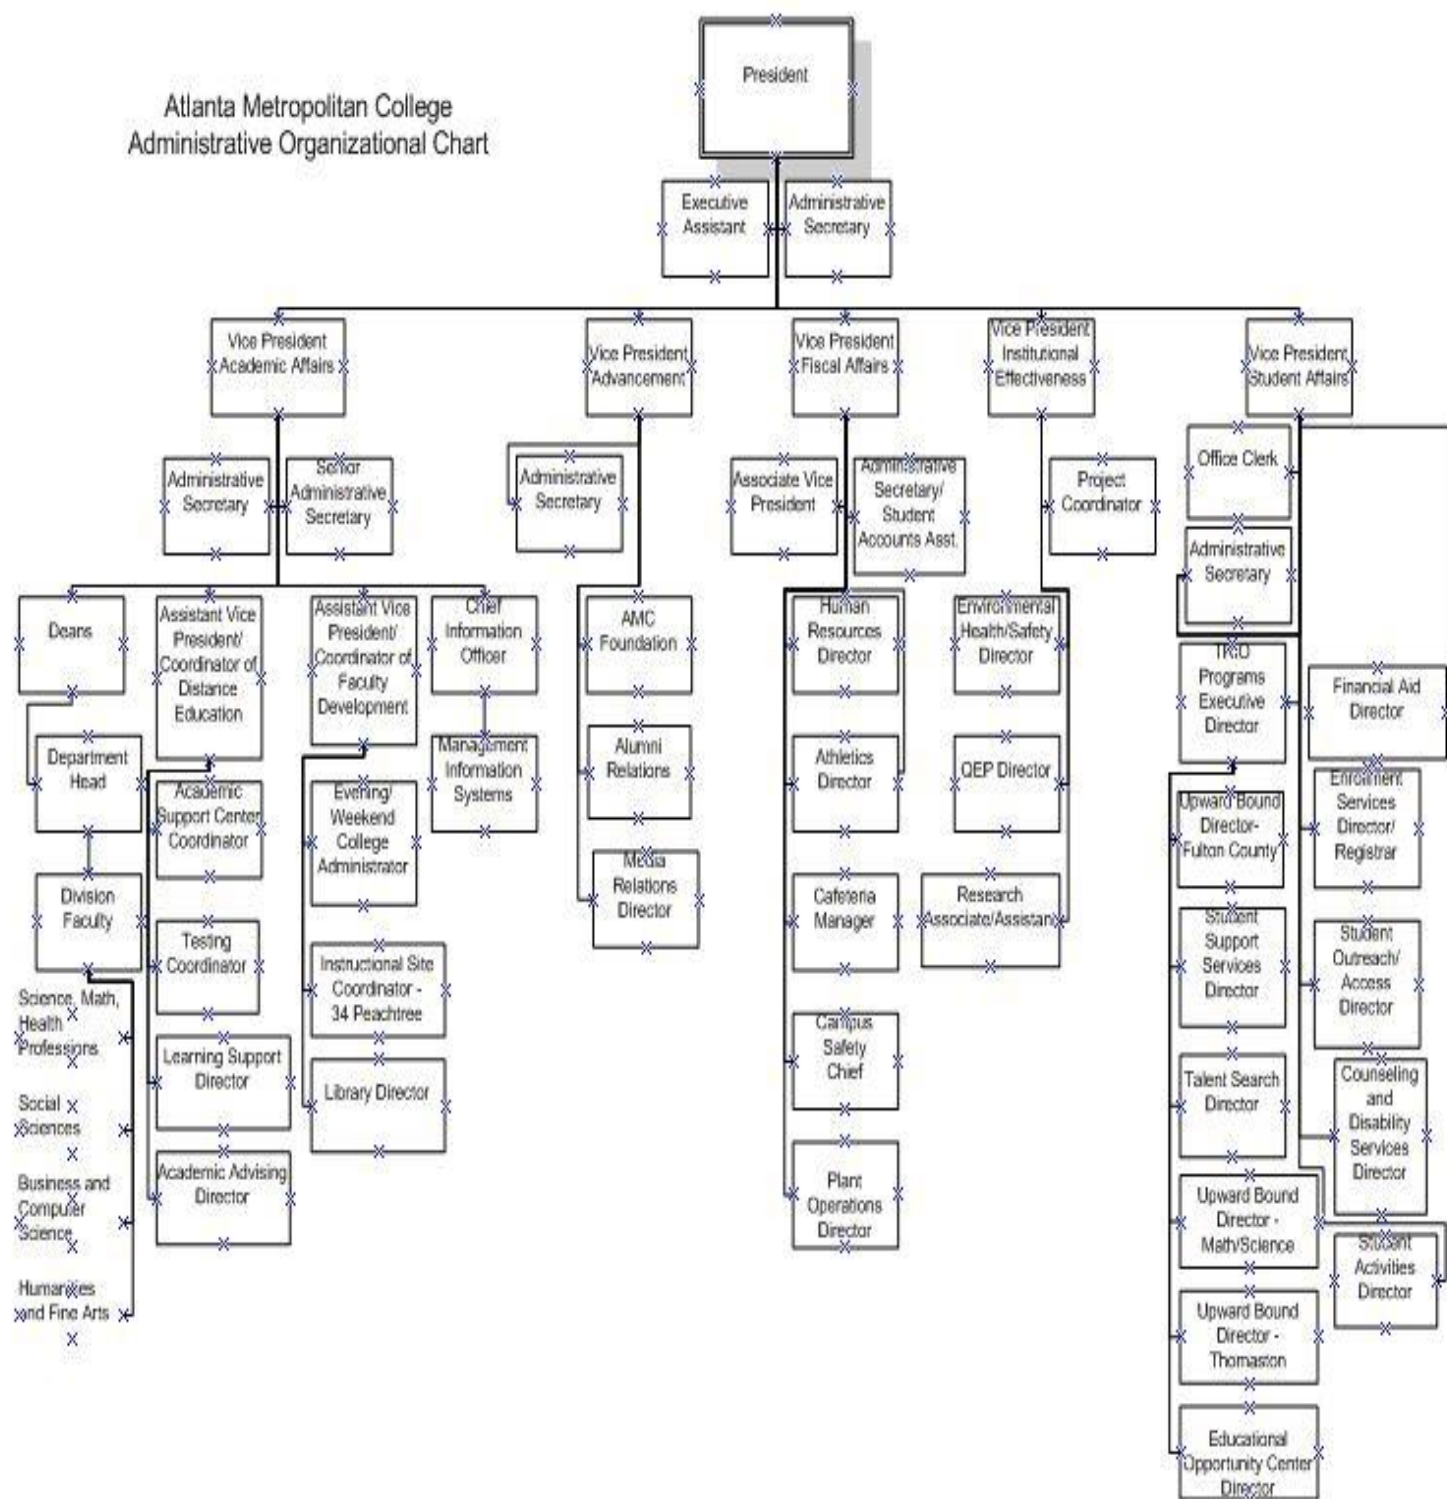 Atlanta Metropolitan College
Administrative Organizational Chart
President
Executive
Assistant
Administrative
Secretary
Vice President
Academic Affairs
Vice President
Advancement
Vice President
Fiscal Affairs
Vice President
Institutional
Effectiveness
Vice President
Student Affairs
Administrative
Secretary
Senior
Administrative
Secretary
Administrative
Secretary
Associate Vice
President
Administrative
Secretary/
Student
Accounts Asst.
Project
Coordinator
Office Clerk
Administrative
Secretary
Deans
Assistant Vice
President/
Coordinator of
Distance
Education
Assistant Vice
President/
Coordinator of
Faculty
Development
Chief
Information
Officer
AMC
Foundation
Human
Resources
Director
Environmental
Health/Safety
Director
TRIO
Programs
Executive
Director
Financial Aid
Director
Department
Head
Academic
Support Center
Coordinator
Evening/
Weekend
College
Administrator
Management
Information
Systems
Alumni
Relations
Athletics
Director
QEP Director
Upward Bound
Director-
Fulton County
Enrollment
Services
Director/
Registrar
Division
Faculty
Testing
Coordinator
Instructional Site
Coordinator -
34 Peachtree
Media
Relations
Director
Cafeteria
Manager
Research
Associate/Assistant
Student
Support
Services
Director
Student
Outreach/
Access
Director
Science, Math,
Health
Professions
Learning Support
Director
Library Director
Campus
Safety
Chief
Talent Search
Director
Counseling
and
Disability
Services
Director
Social
Sciences
Business and
Computer
Science
Academic Advising
Director
Plant
Operations
Director
Upward Bound
Director -
Math/Science
Student
Activities
Director
Humanities
and Fine Arts
Upward Bound
Director -
Thomaston
Educational
Opportunity Center
Director